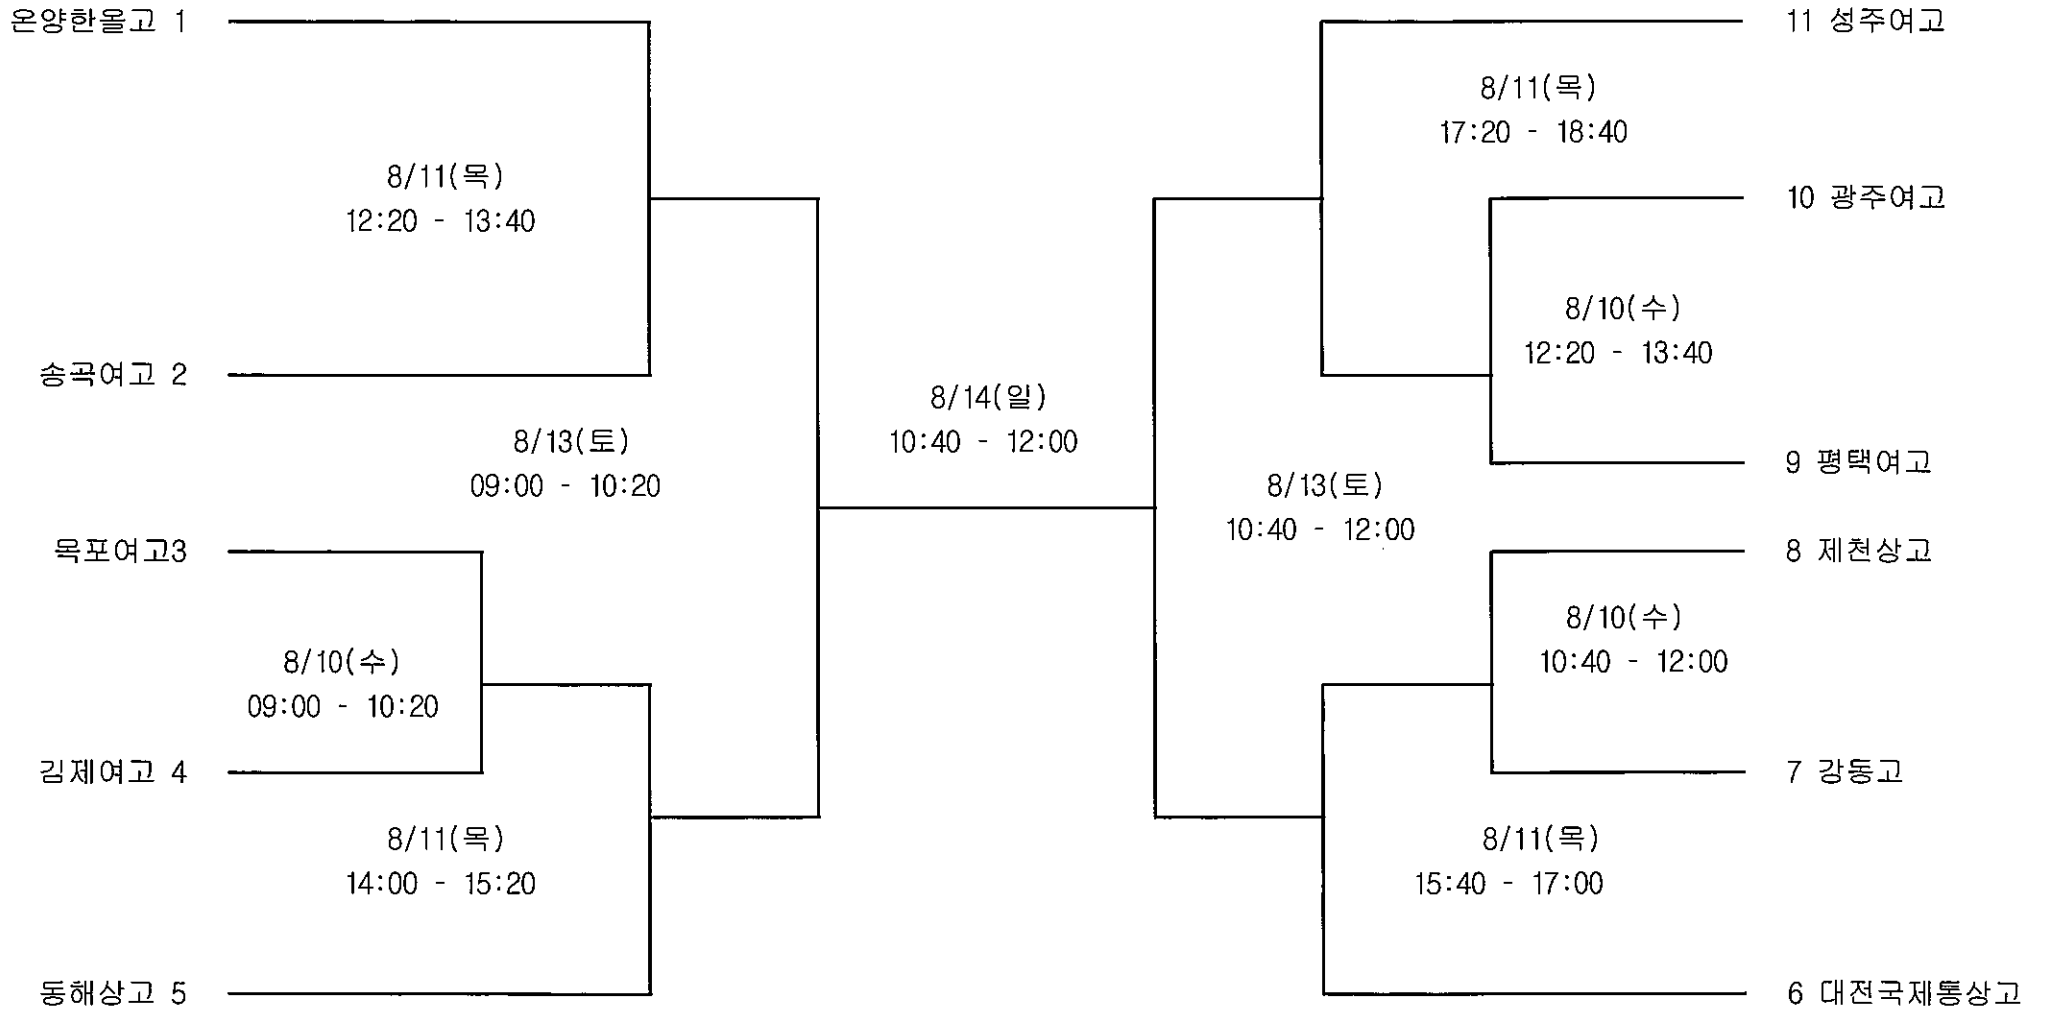 온양한올고 1
11 성주여고
8/11(목)
17:20 - 18:40
8/11(목)
12:20 - 13:40
10 광주여고
8/10(수)
12:20 - 13:40
송곡여고 2
8/14(일)
10:40 - 12:00
8/13(토)
09:00 - 10:20
9 평택여고
8/13(토)
10:40 - 12:00
목포여고3
8 제천상고
8/10(수)
10:40 - 12:00
8/10(수)
09:00 - 10:20
김제여고 4
7 강동고
8/11(목)
14:00 - 15:20
8/11(목)
15:40 - 17:00
동해상고 5
6 대전국제통상고